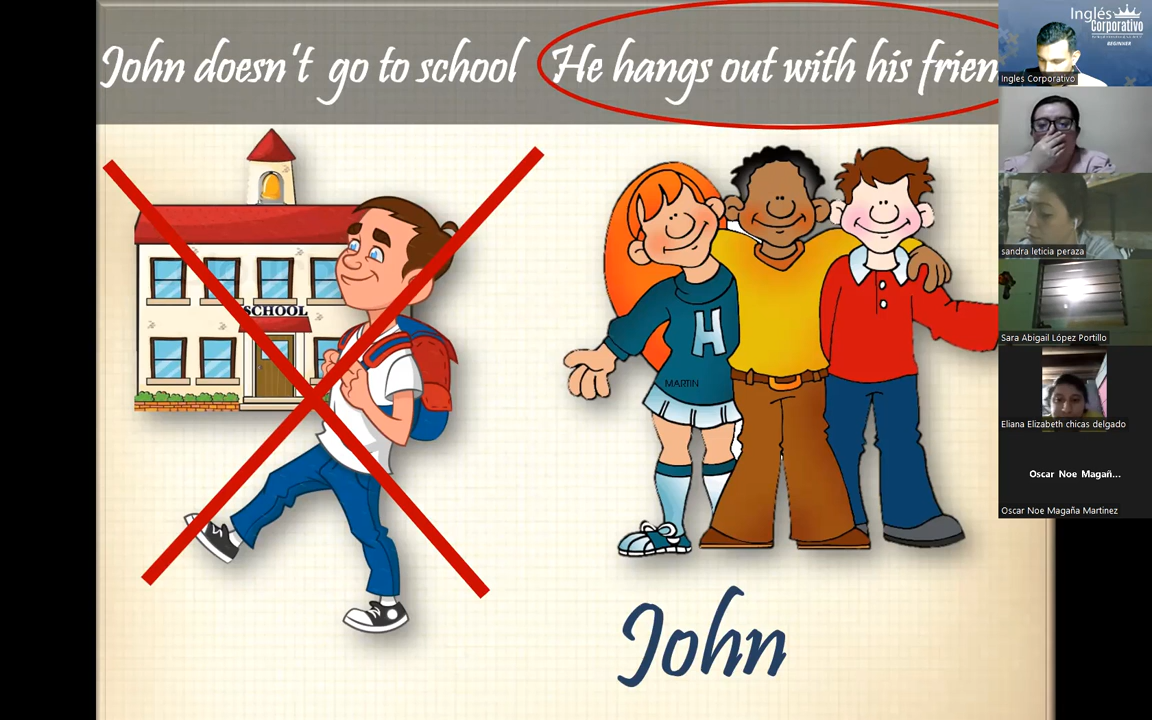 John doesn't go to school He hangs out with his frien
SCHOOL
H
MARTIN
John
Inglés
Corporativo
BEGINNER
Ingles Corporativo
sandra leticia peraza
Sara Abigail López Portillo
Eliana Elizabeth chicas delgado
Oscar Noe Magañ...
Oscar Noe Magaña Martinez